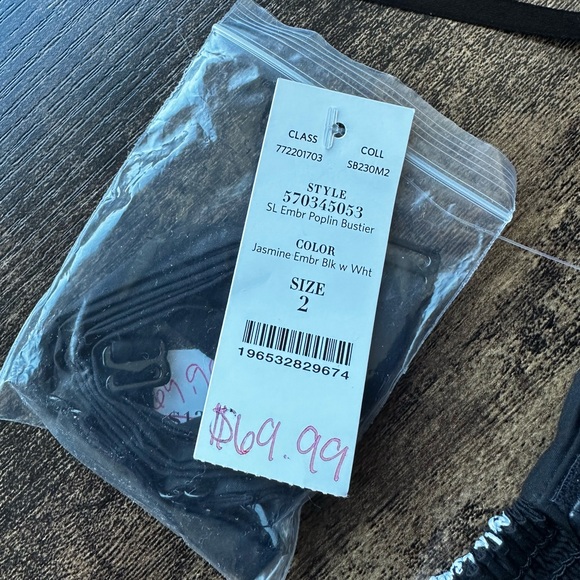 CLASS
772201703
COLL
SB230M2
STYLE
570345053
SL Embr Poplin Bustier
COLOR
Jasmine Embr Blk w Wht
SIZE
2
196532829674
$69.99